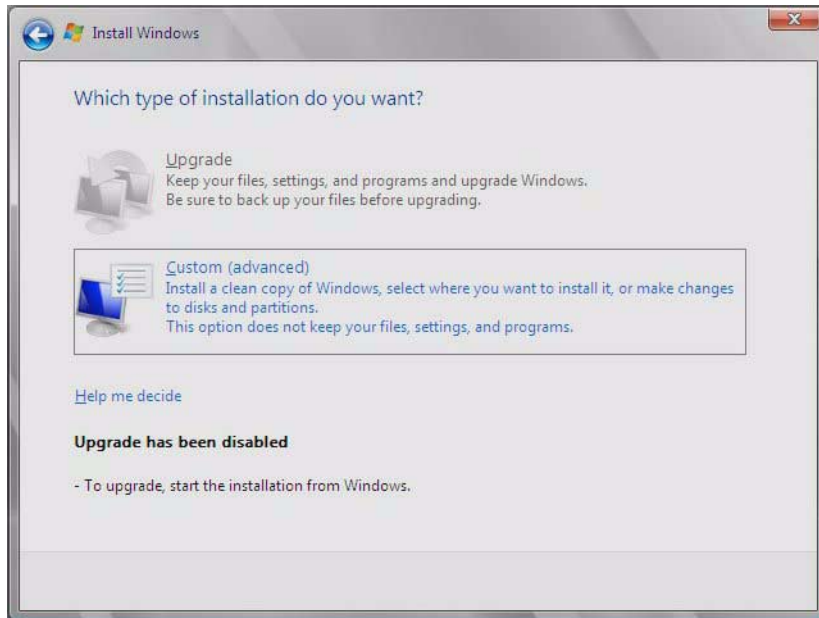 Install Windows
Which type of installation do you want?
Upgrade
Keep your files, settings, and programs and upgrade Windows.
Be sure to back up your files before upgrading.
Custom (advanced)
Install a clean copy of Windows, select where you want to install it, or make changes
to disks and partitions.
This option does not keep your files, settings, and programs.
Help me decide
Upgrade has been disabled
- To upgrade, start the installation from Windows.